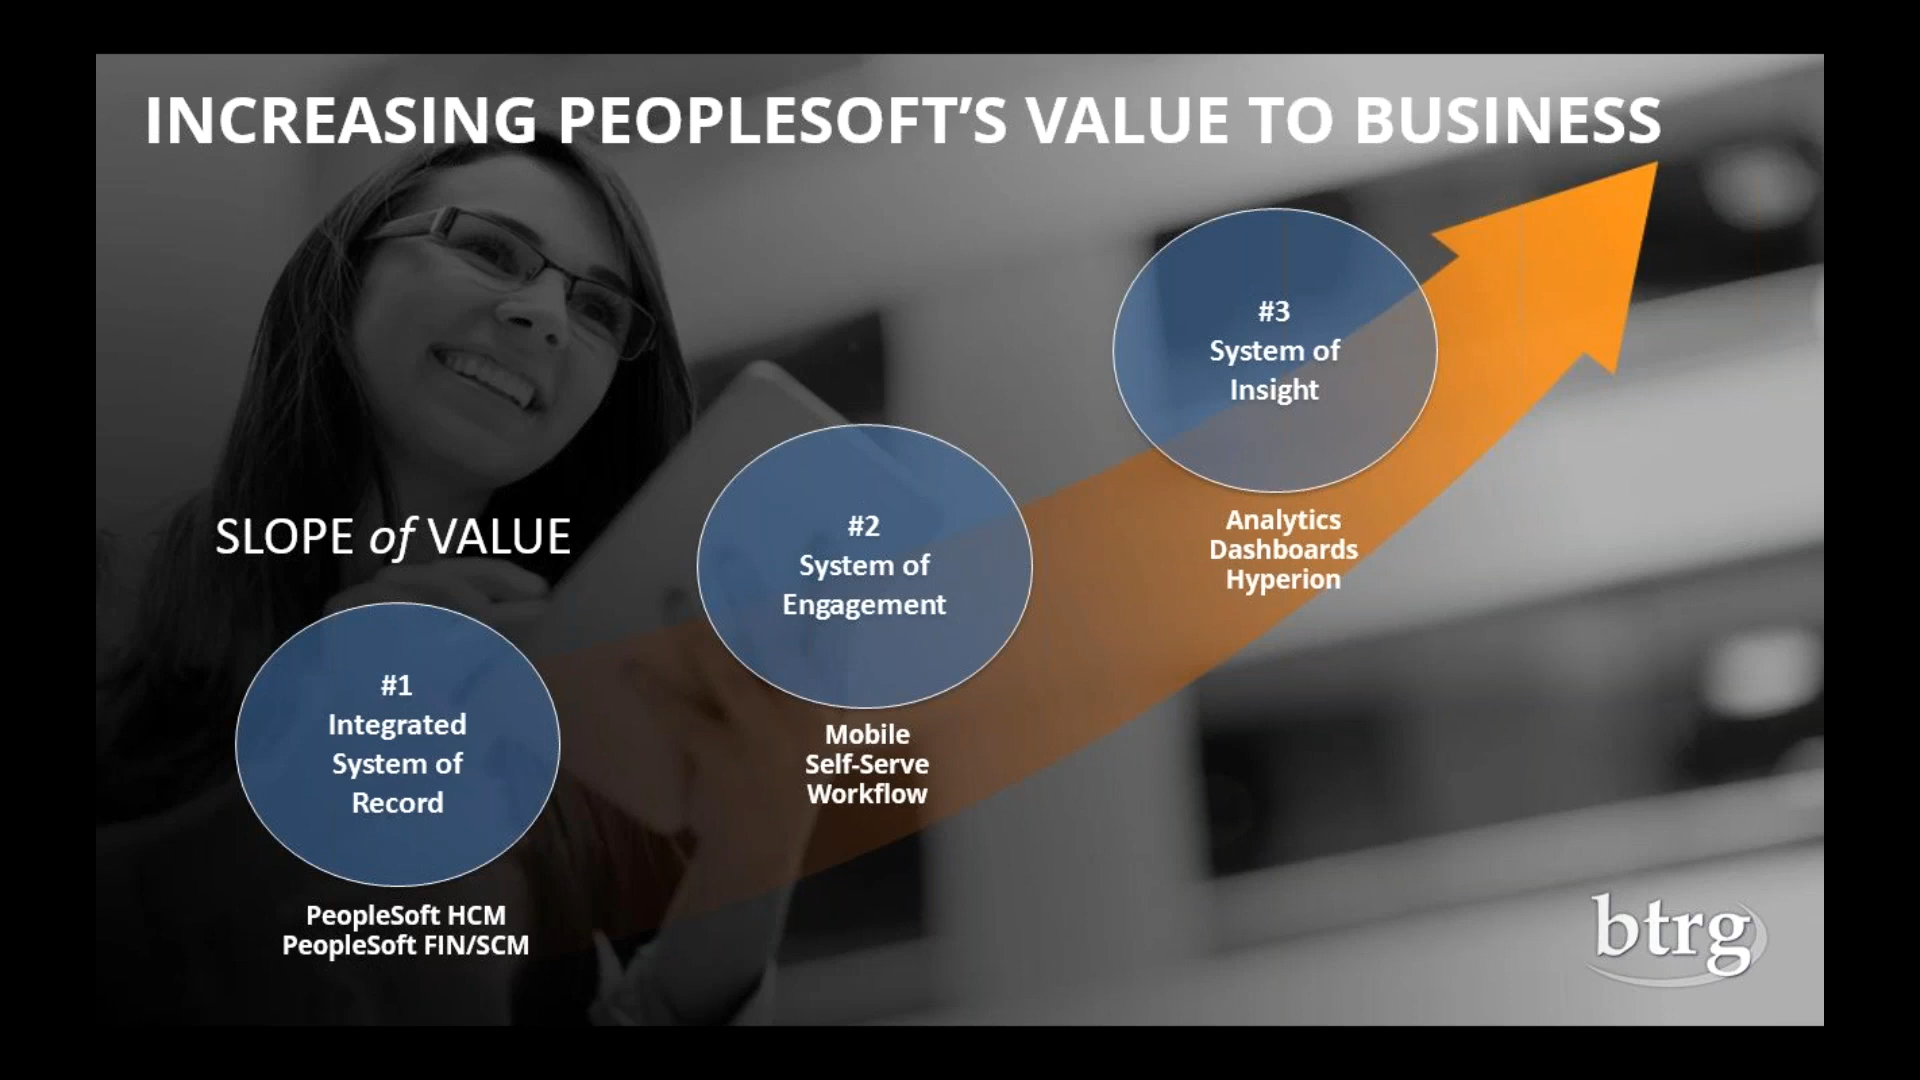 INCREASING PEOPLESOFT’S VALUE TO BUSINESS
SLOPE of VALUE
#1
Integrated
System of
Record
PeopleSoft HCM
PeopleSoft FIN/SCM
#2
System of
Engagement
Mobile
Self-Serve
Workflow
#3
System of
Insight
Analytics
Dashboards
Hyperion
btrg